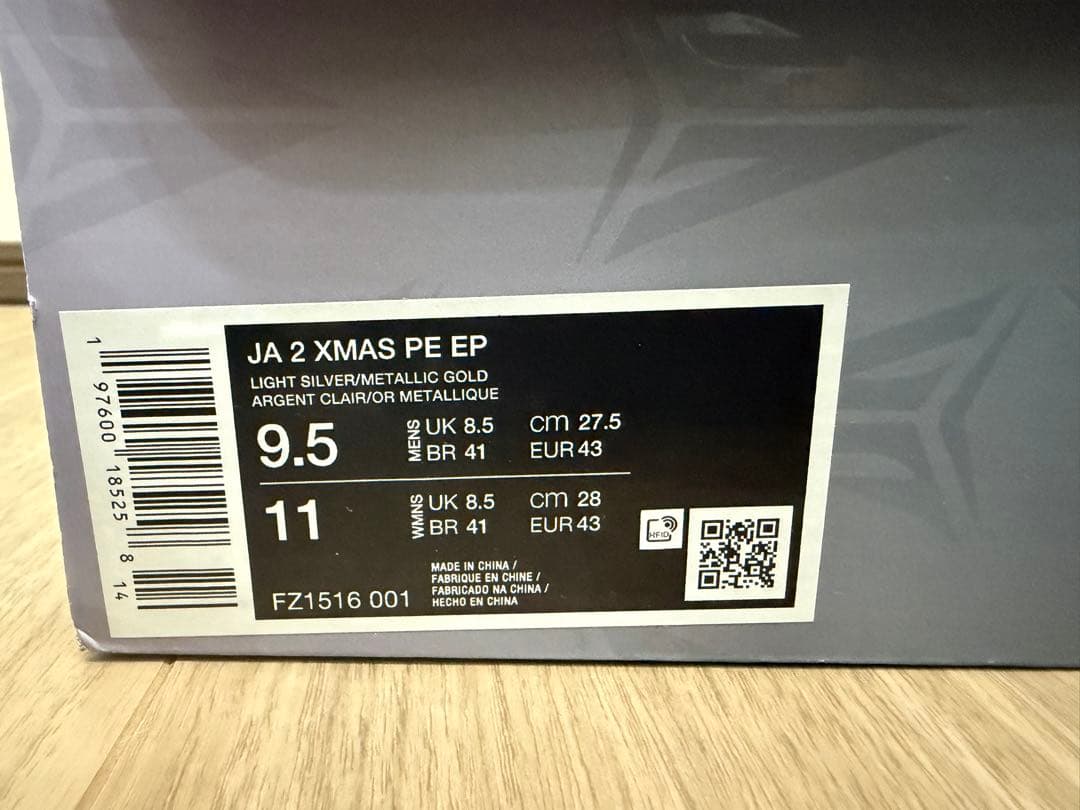 JA 2 XMAS PE EP
LIGHT SILVER/METALLIC GOLD
ARGENT CLAIR/OR METALLIQUE
9.5 MENS UK 8.5 cm 27.5
BR 41 EUR 43
11 WMNS UK 8.5 cm 28
BR 41 EUR 43
RFID
MADE IN CHINA /
FABRIQUE EN CHINE /
FABRICADO NA CHINA /
HECHO EN CHINA
FZ1516 001
1 97600 18525 8 14